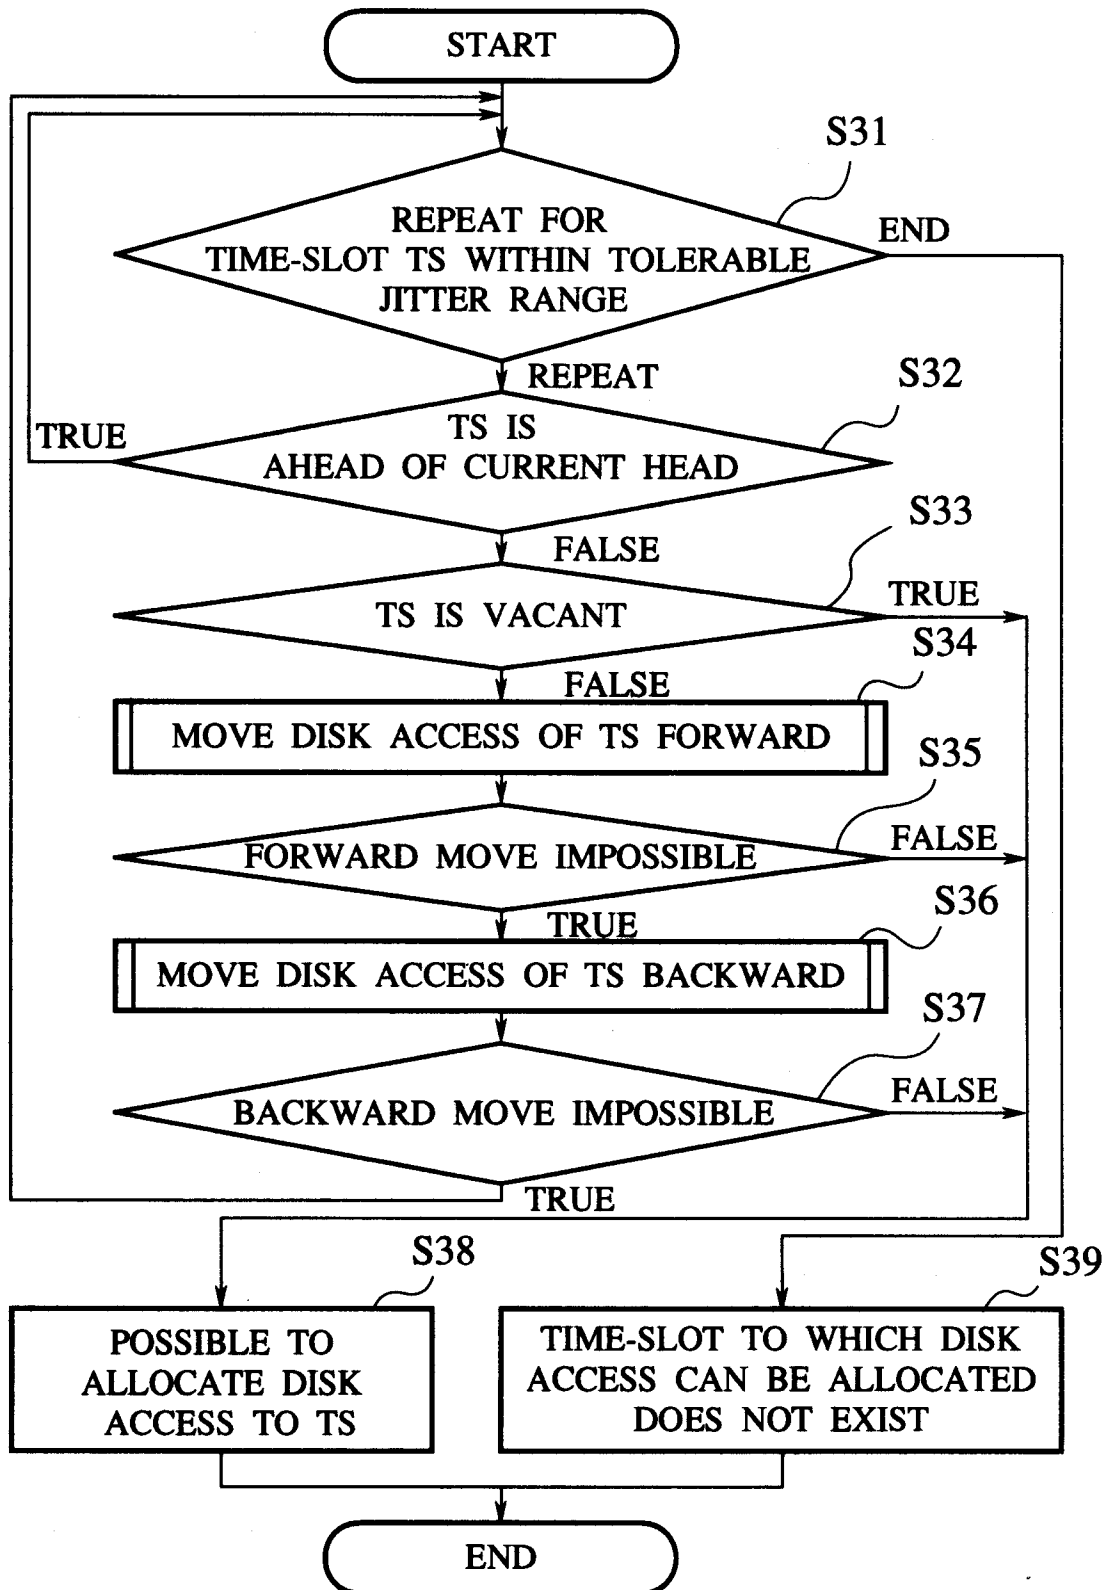 START
S31
REPEAT FOR
END
TIME-SLOT TS WITHIN TOLERABLE
JITTER RANGE
REPEAT
S32
TRUE
TS IS
AHEAD OF CURRENT HEAD
S33
FALSE
TS IS VACANT
TRUE
S34
FALSE
MOVE DISK ACCESS OF TS FORWARD
S35
FORWARD MOVE IMPOSSIBLE
FALSE
S36
TRUE
MOVE DISK ACCESS OF TS BACKWARD
S37
FALSE
BACKWARD MOVE IMPOSSIBLE
TRUE
S38
POSSIBLE TO
ALLOCATE DISK
ACCESS TO TS
S39
TIME-SLOT TO WHICH DISK
ACCESS CAN BE ALLOCATED
DOES NOT EXIST
END